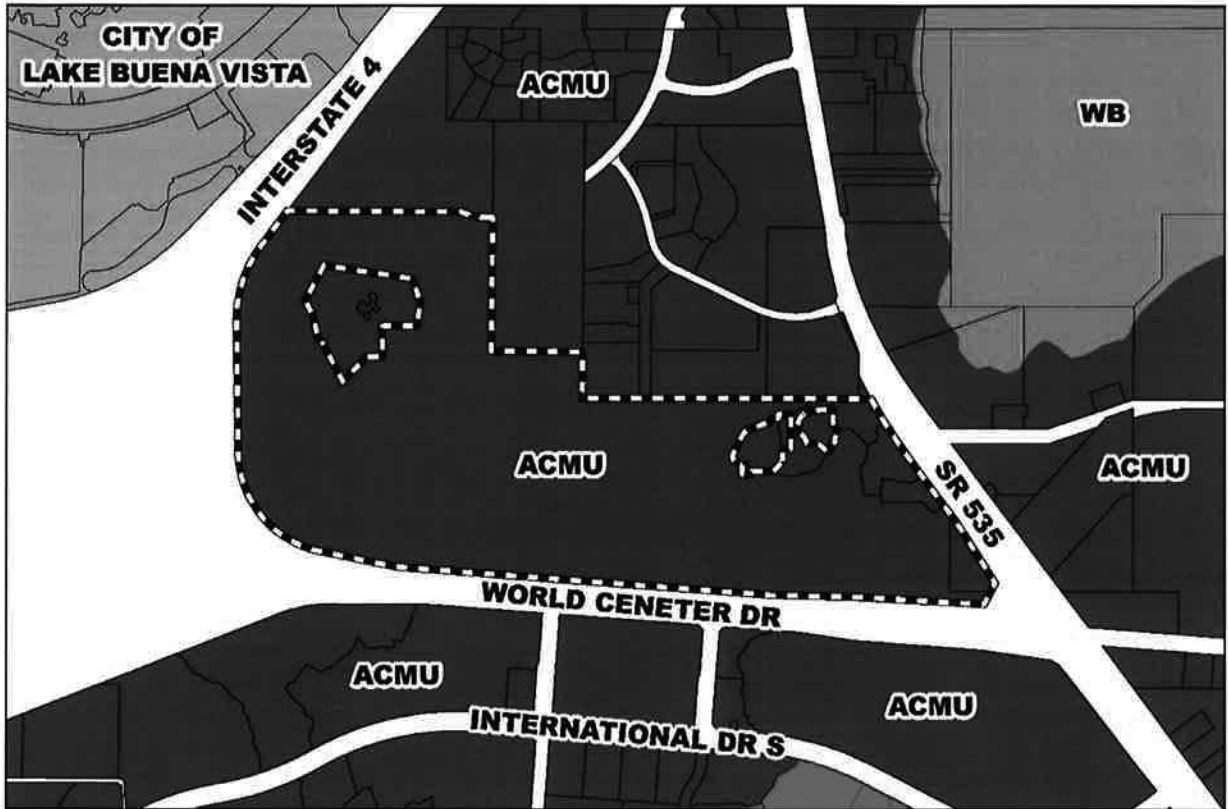 CITY OF
LAKE BUENA VISTA
INTERSTATE 4
ACMU
WB
ACMU
SR 535
ACMU
WORLD CENETER DR
ACMU
ACMU
INTERNATIONAL DR S